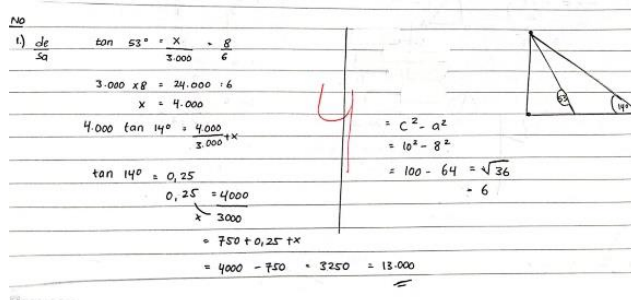 NO
1.) de/sa tan 53° = x/3.000 = 8/6
3.000 x 8 = 24.000 : 6
x = 4.000
4.000 tan 14° = 4.000/3.000 + x
tan 14° = 0,25
0,25 = 4000
x 3000
= 750 + 0,25 + x
= 4000 - 750 = 3250 = 13.000
4
= c² - a²
= 10² - 8²
= 100 - 64 = √36
= 6
53°
14°